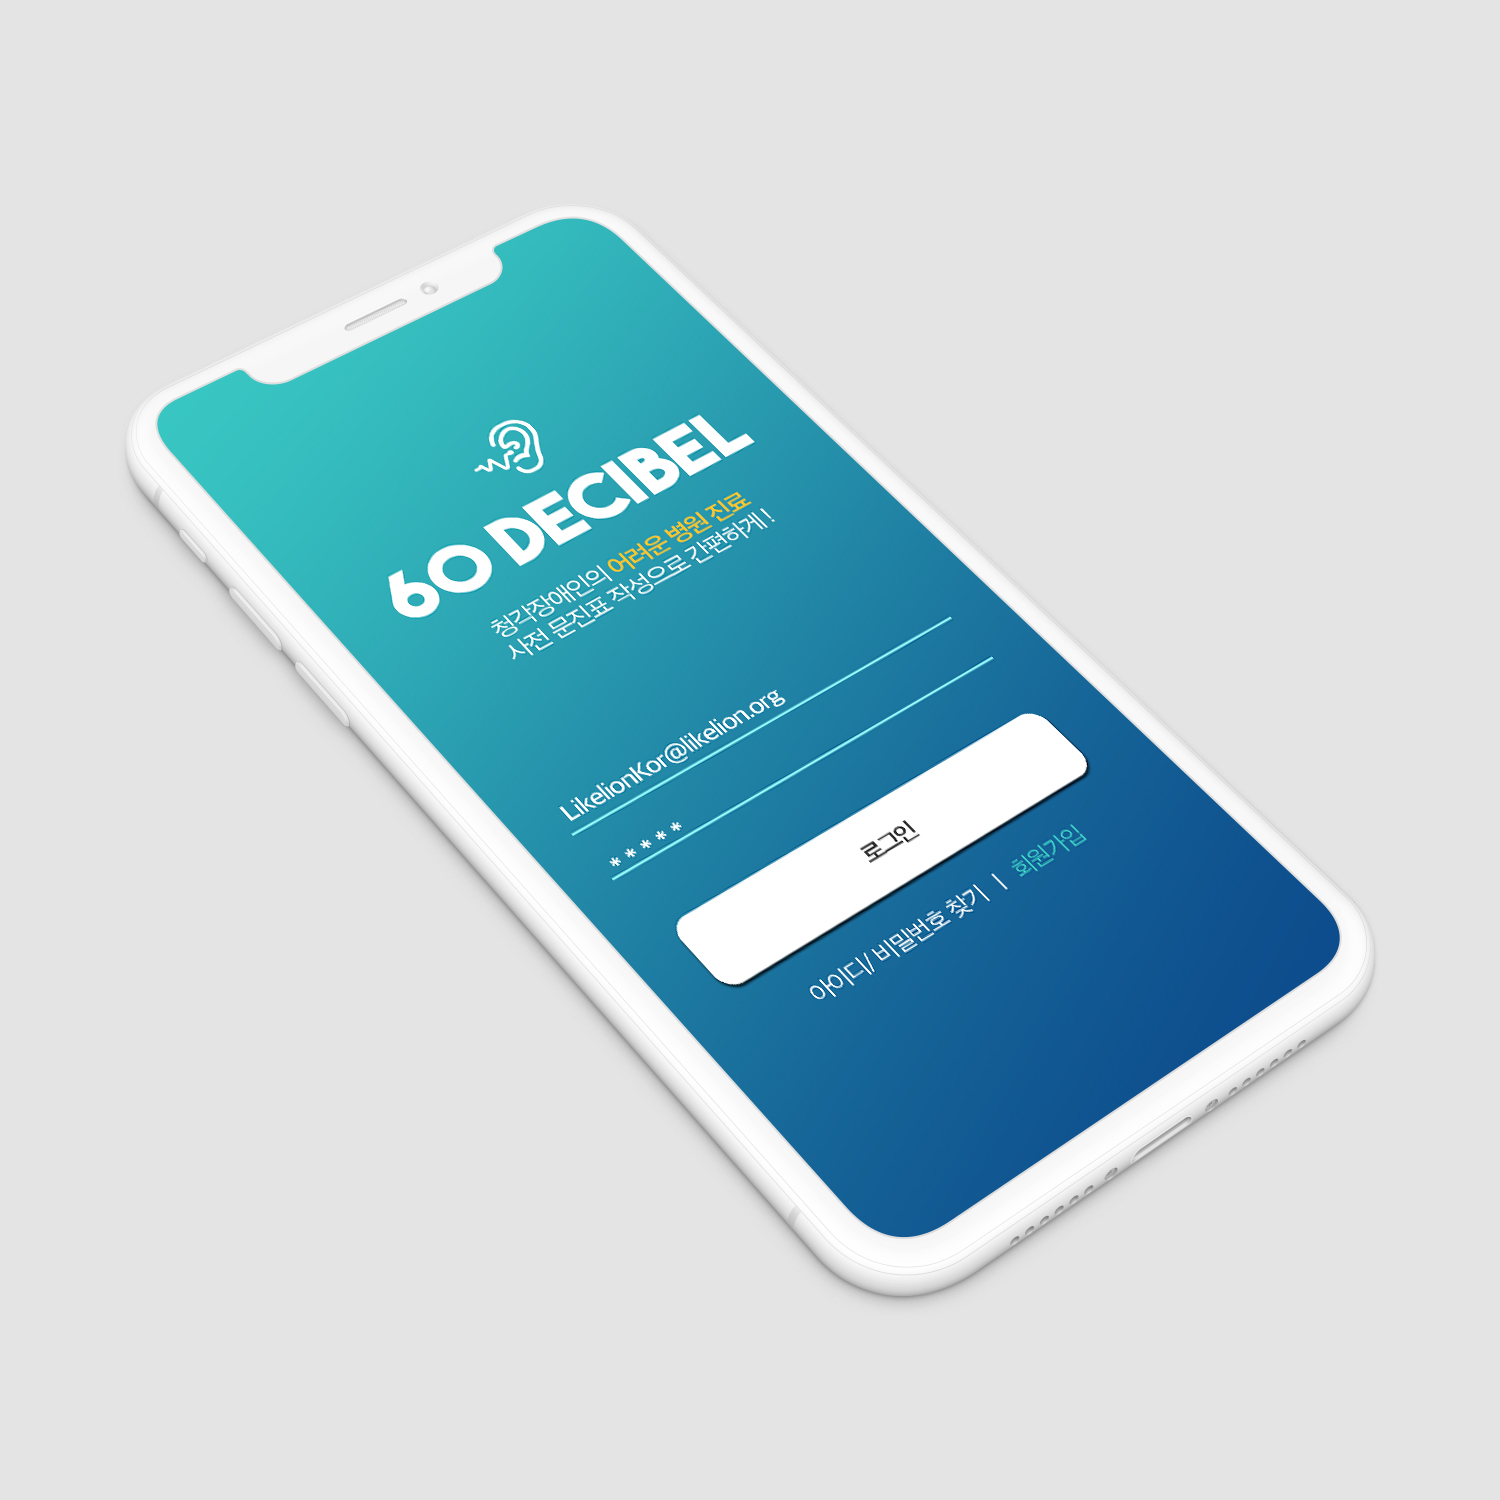 60 DECIBEL
청각장애인의 어려운 병원 진료
사전 문진표 작성으로 간편하게 !
LikelionKor@likelion.org
*****
로그인
아이디/ 비밀번호 찾기 | 회원가입